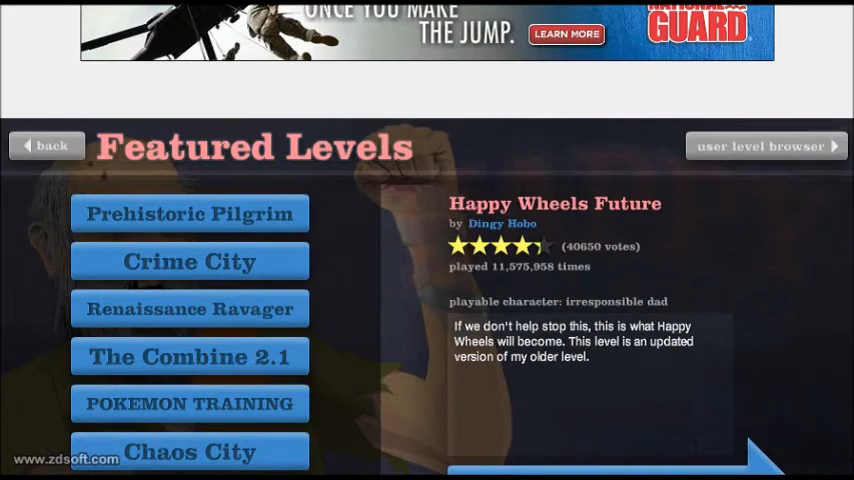 ONCE YOU MAKE
THE JUMP.
LEARN MORE
NATIONAL
GUARD
back
Featured Levels
user level browser
Prehistoric Pilgrim
Crime City
Renaissance Ravager
The Combine 2.1
POKEMON TRAINING
Chaos City
Happy Wheels Future
by Dingy Hobo
(40650 votes)
played 11,575,958 times
playable character: irresponsible dad
If we don't help stop this, this is what Happy
Wheels will become. This level is an updated
version of my older level.
www.zdsoft.com